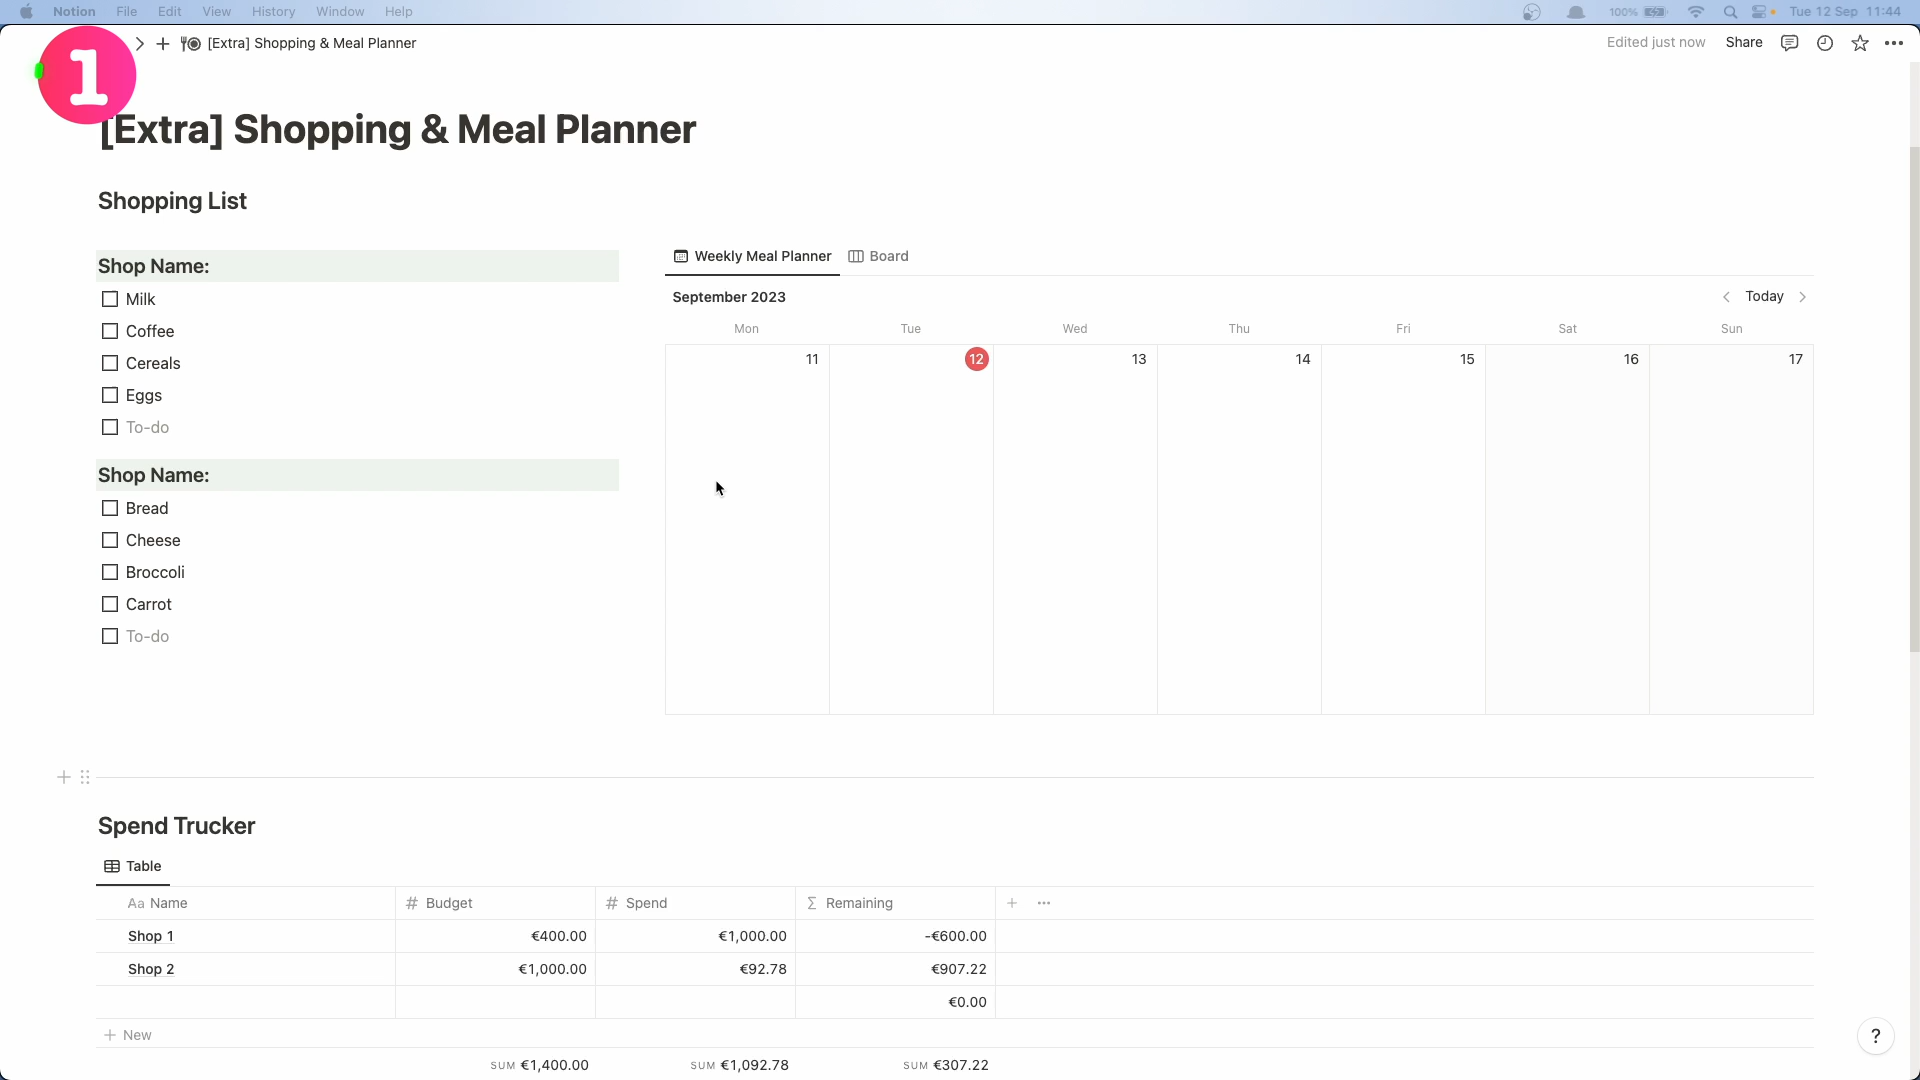 Notion File Edit View History Window Help 100% Tue 12 Sep 11:44
1
[Extra] Shopping & Meal Planner Edited just now Share
[Extra] Shopping & Meal Planner
Shopping List
Shop Name:
Milk
Coffee
Cereals
Eggs
To-do
Shop Name:
Bread
Cheese
Broccoli
Carrot
To-do
Weekly Meal Planner Board
September 2023 Today
Mon Tue Wed Thu Fri Sat Sun
11 12 13 14 15 16 17
Spend Trucker
Table
Aa Name # Budget # Spend Σ Remaining + ...
Shop 1 €400.00 €1,000.00 -€600.00
Shop 2 €1,000.00 €92.78 €907.22
€0.00
+ New
SUM €1,400.00 SUM €1,092.78 SUM €307.22
?